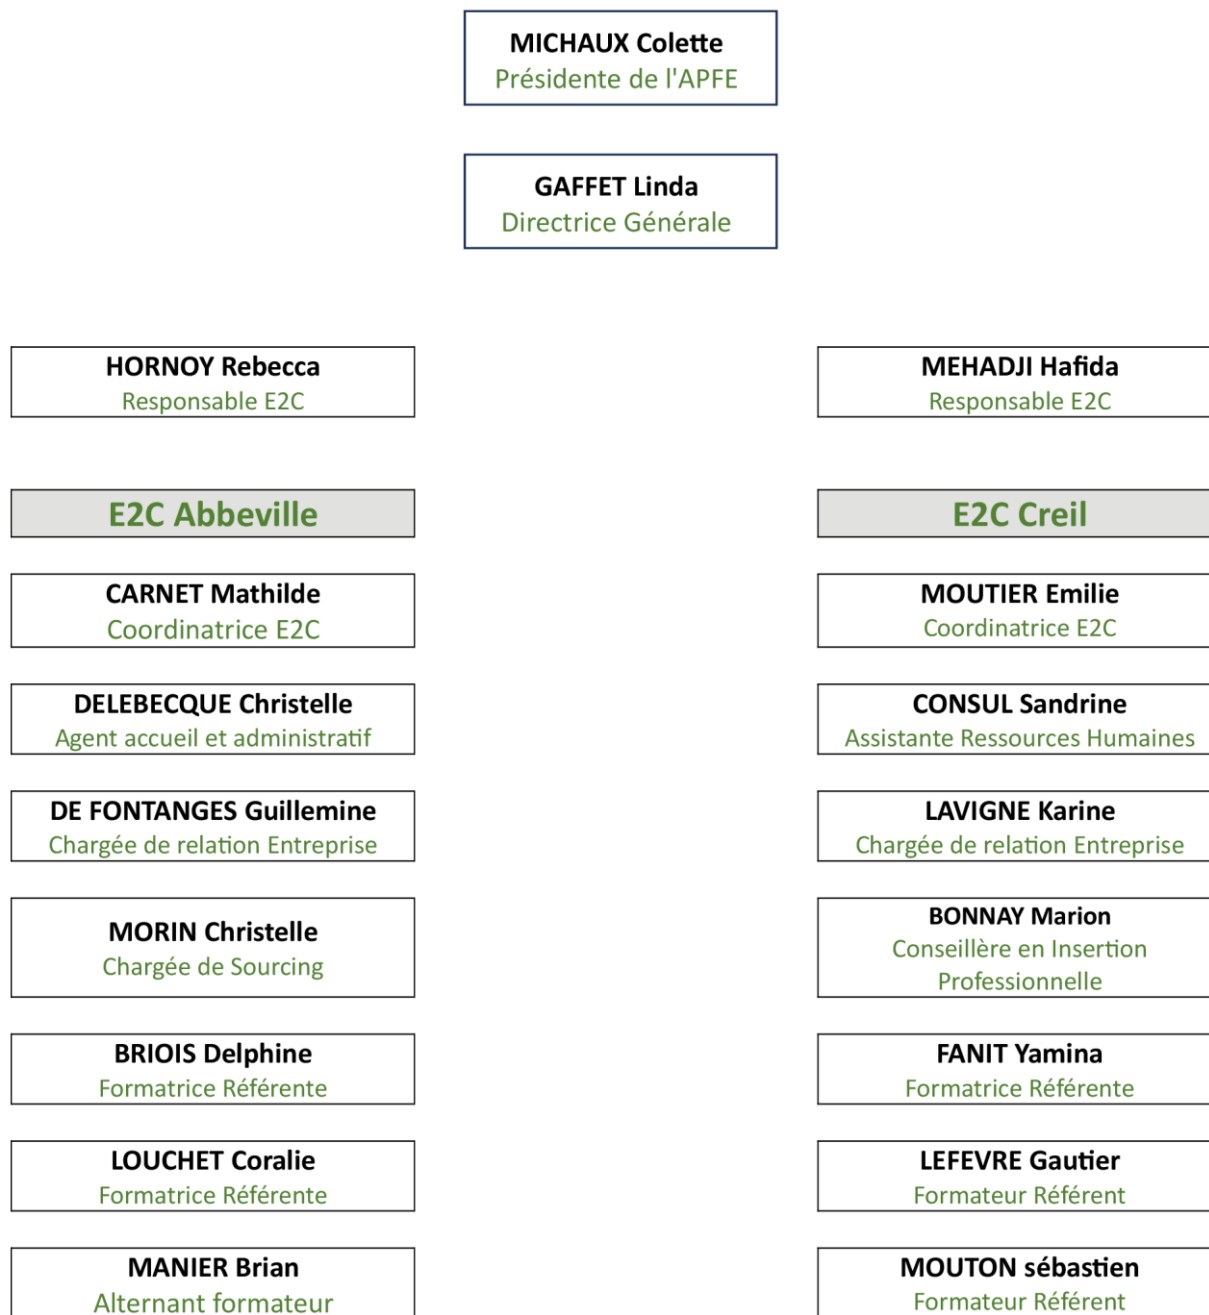 MICHAUX Colette
Présidente de l'APFE
GAFFET Linda
Directrice Générale
HORNOY Rebecca
Responsable E2C
MEHADJI Hafida
Responsable E2C
E2C Abbeville
E2C Creil
CARNET Mathilde
Coordinatrice E2C
MOUTIER Emilie
Coordinatrice E2C
DELEBECQUE Christelle
Agent accueil et administratif
CONSUL Sandrine
Assistante Ressources Humaines
DE FONTANGES Guillemine
Chargée de relation Entreprise
LAVIGNE Karine
Chargée de relation Entreprise
MORIN Christelle
Chargée de Sourcing
BONNAY Marion
Conseillère en Insertion
Professionnelle
BRIOIS Delphine
Formatrice Référente
FANIT Yamina
Formatrice Référente
LOUCHET Coralie
Formatrice Référente
LEFEVRE Gautier
Formateur Référent
MANIER Brian
Alternant formateur
MOUTON sébastien
Formateur Référent